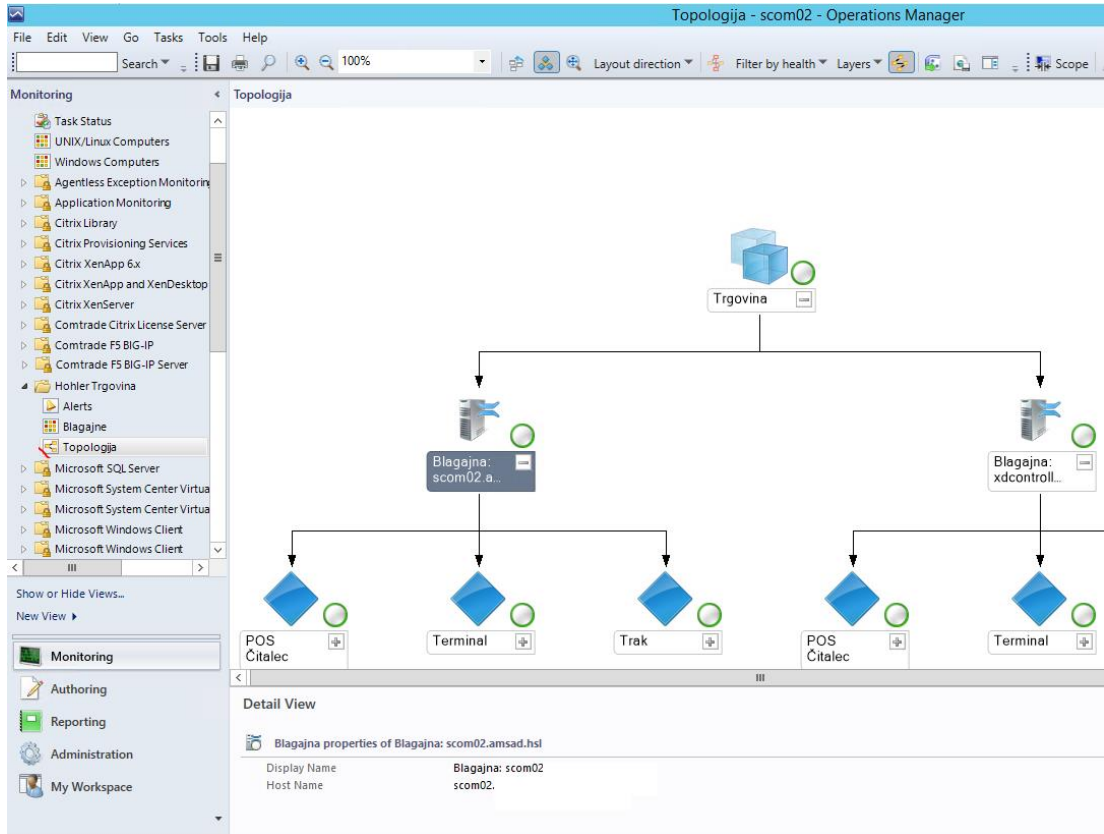 Topologija - scom02 - Operations Manager
File Edit View Go Tasks Tools Help
Search 100% Layout direction Filter by health Layers Scope
Monitoring
Task Status
UNIX/Linux Computers
Windows Computers
Agentless Exception Monitoring
Application Monitoring
Citrix Library
Citrix Provisioning Services
Citrix XenApp 6.x
Citrix XenApp and XenDesktop
Citrix XenServer
Comtrade Citrix License Server
Comtrade F5 BIG-IP
Comtrade F5 BIG-IP Server
Hohler Trgovina
Alerts
Blagajne
Topologija
Microsoft SQL Server
Microsoft System Center Virtua
Microsoft System Center Virtua
Microsoft Windows Client
Microsoft Windows Client
Show or Hide Views...
New View
Monitoring
Authoring
Reporting
Administration
My Workspace
Topologija
Trgovina
Blagajna:
scom02.a...
Blagajna:
xdcontroll...
POS
Čitalec
Terminal
Trak
POS
Čitalec
Terminal
Detail View
Blagajna properties of Blagajna: scom02.amsad.hsl
Display Name Blagajna: scom02
Host Name scom02.